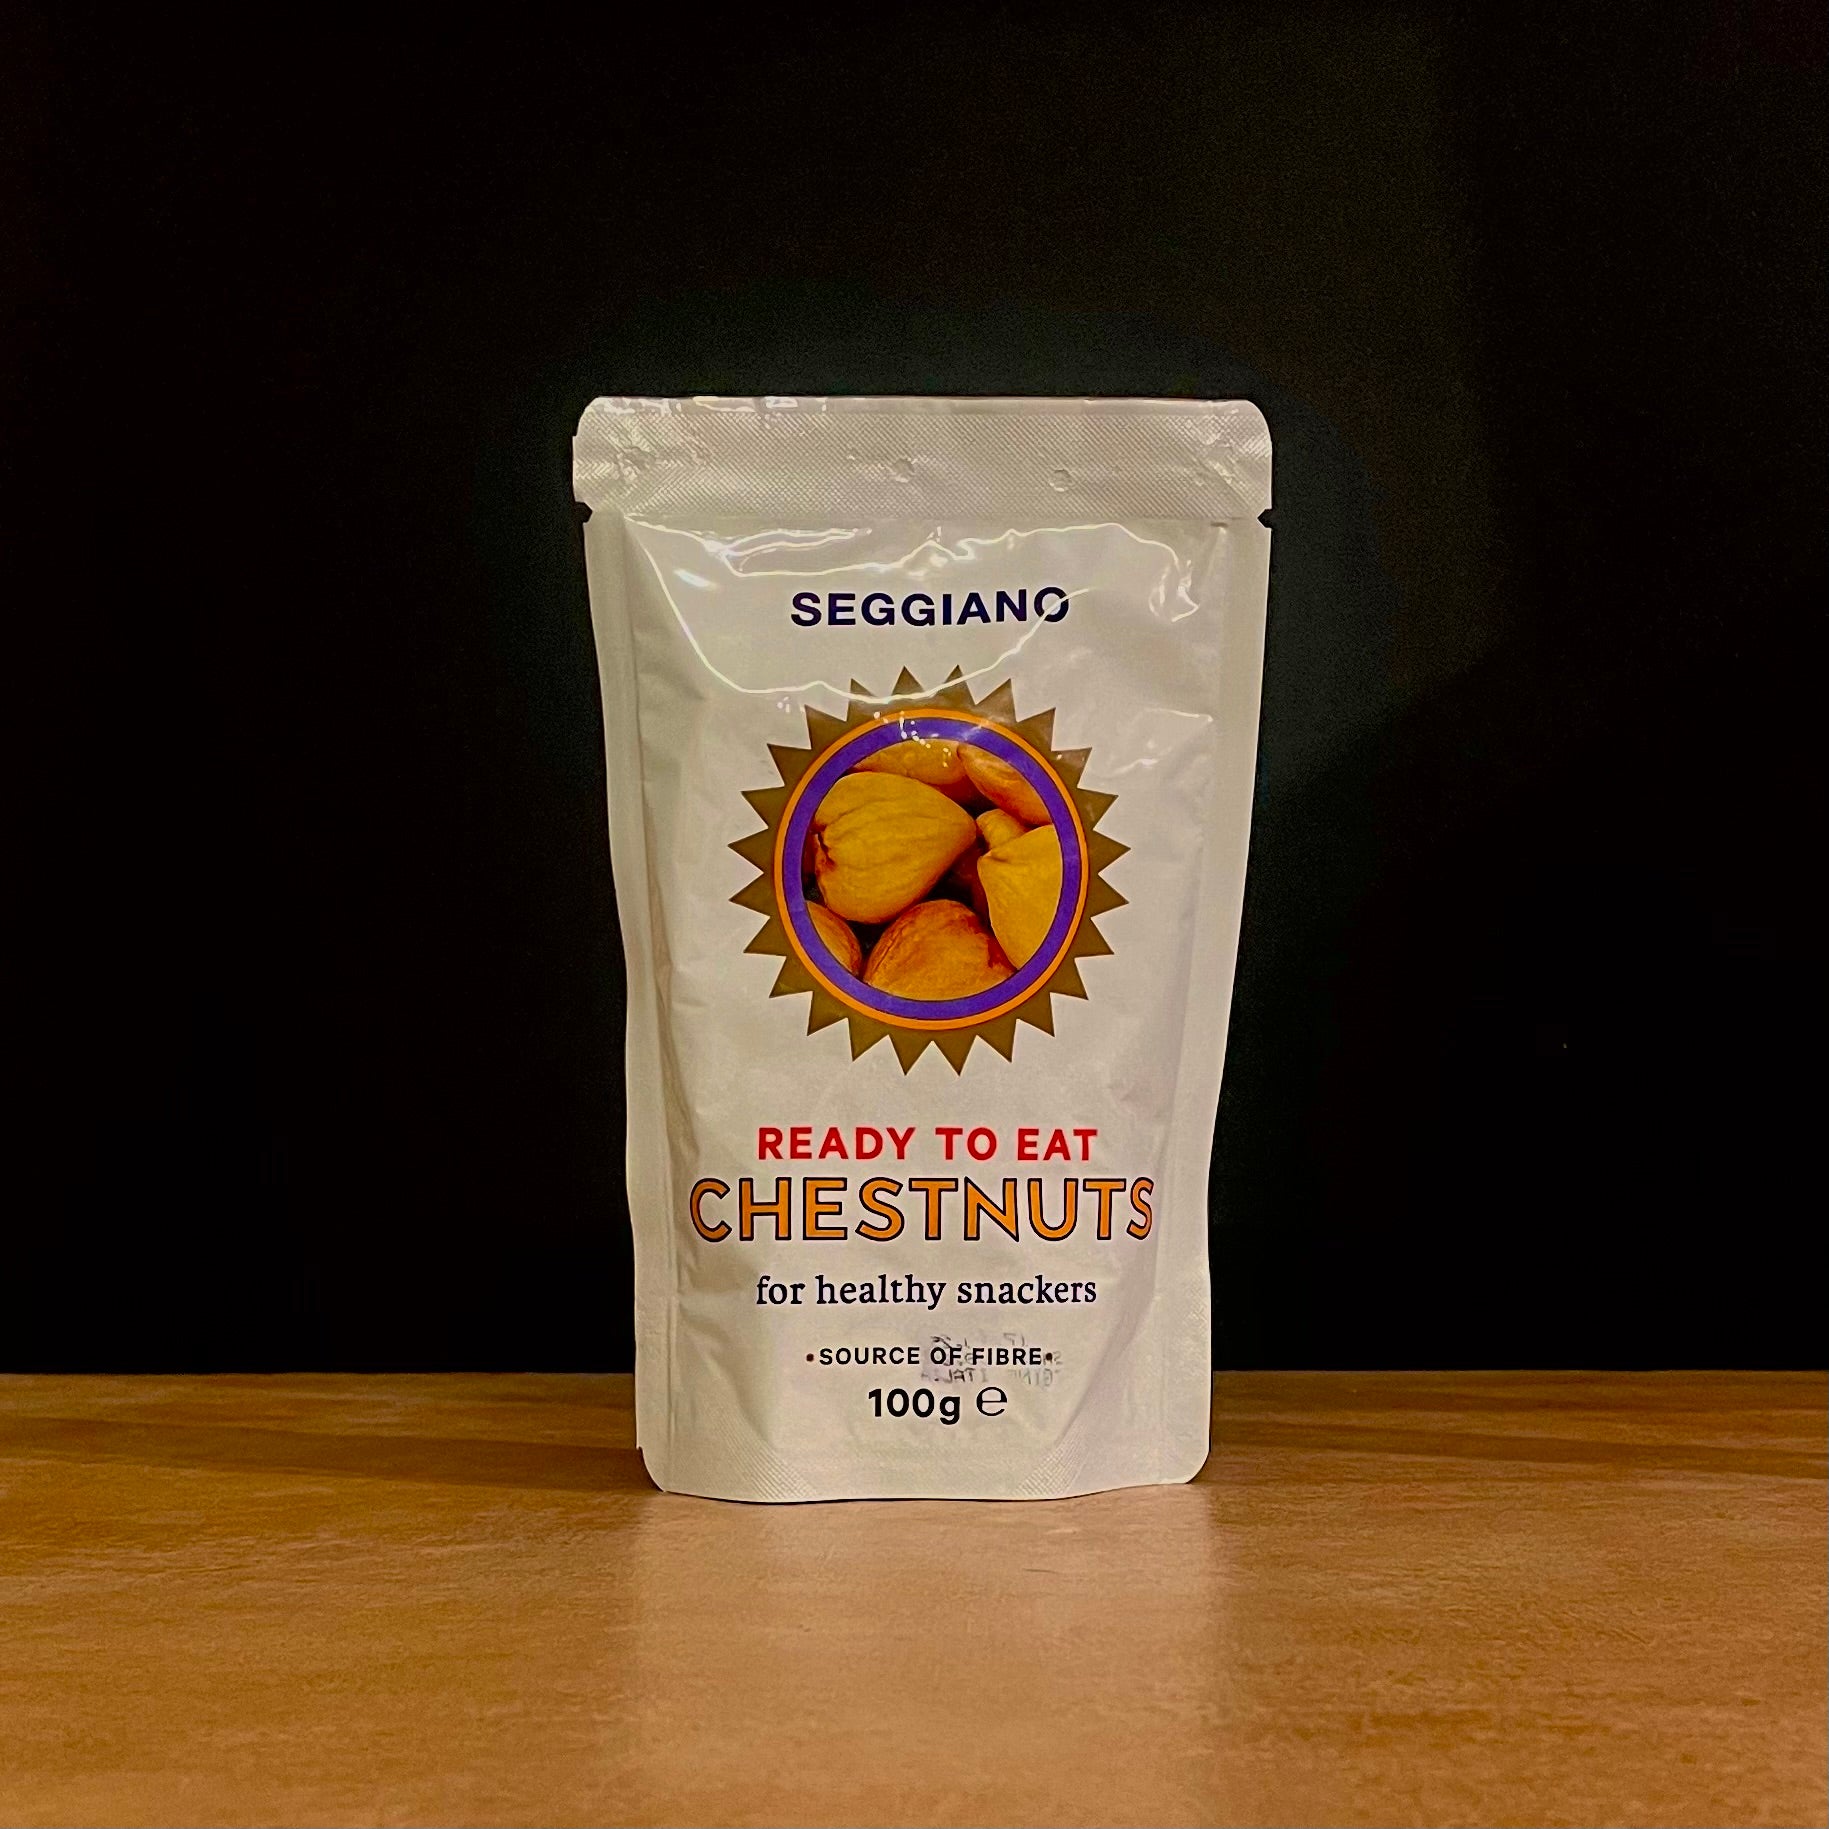 SEGGIANO
READY TO EAT
CHESTNUTS
for healthy snackers
•SOURCE OF FIBRE•
100g ℮